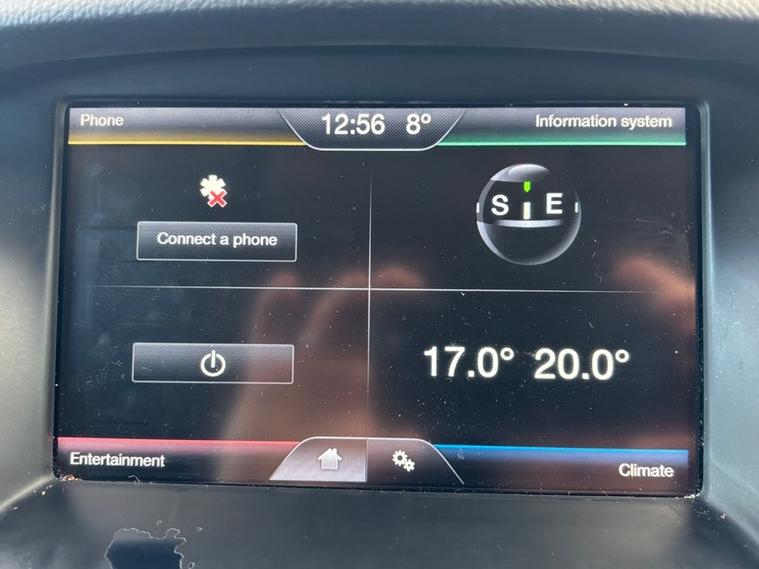 Phone
12:56 8°
Information system
S E
Connect a phone
17.0° 20.0°
Entertainment
Climate